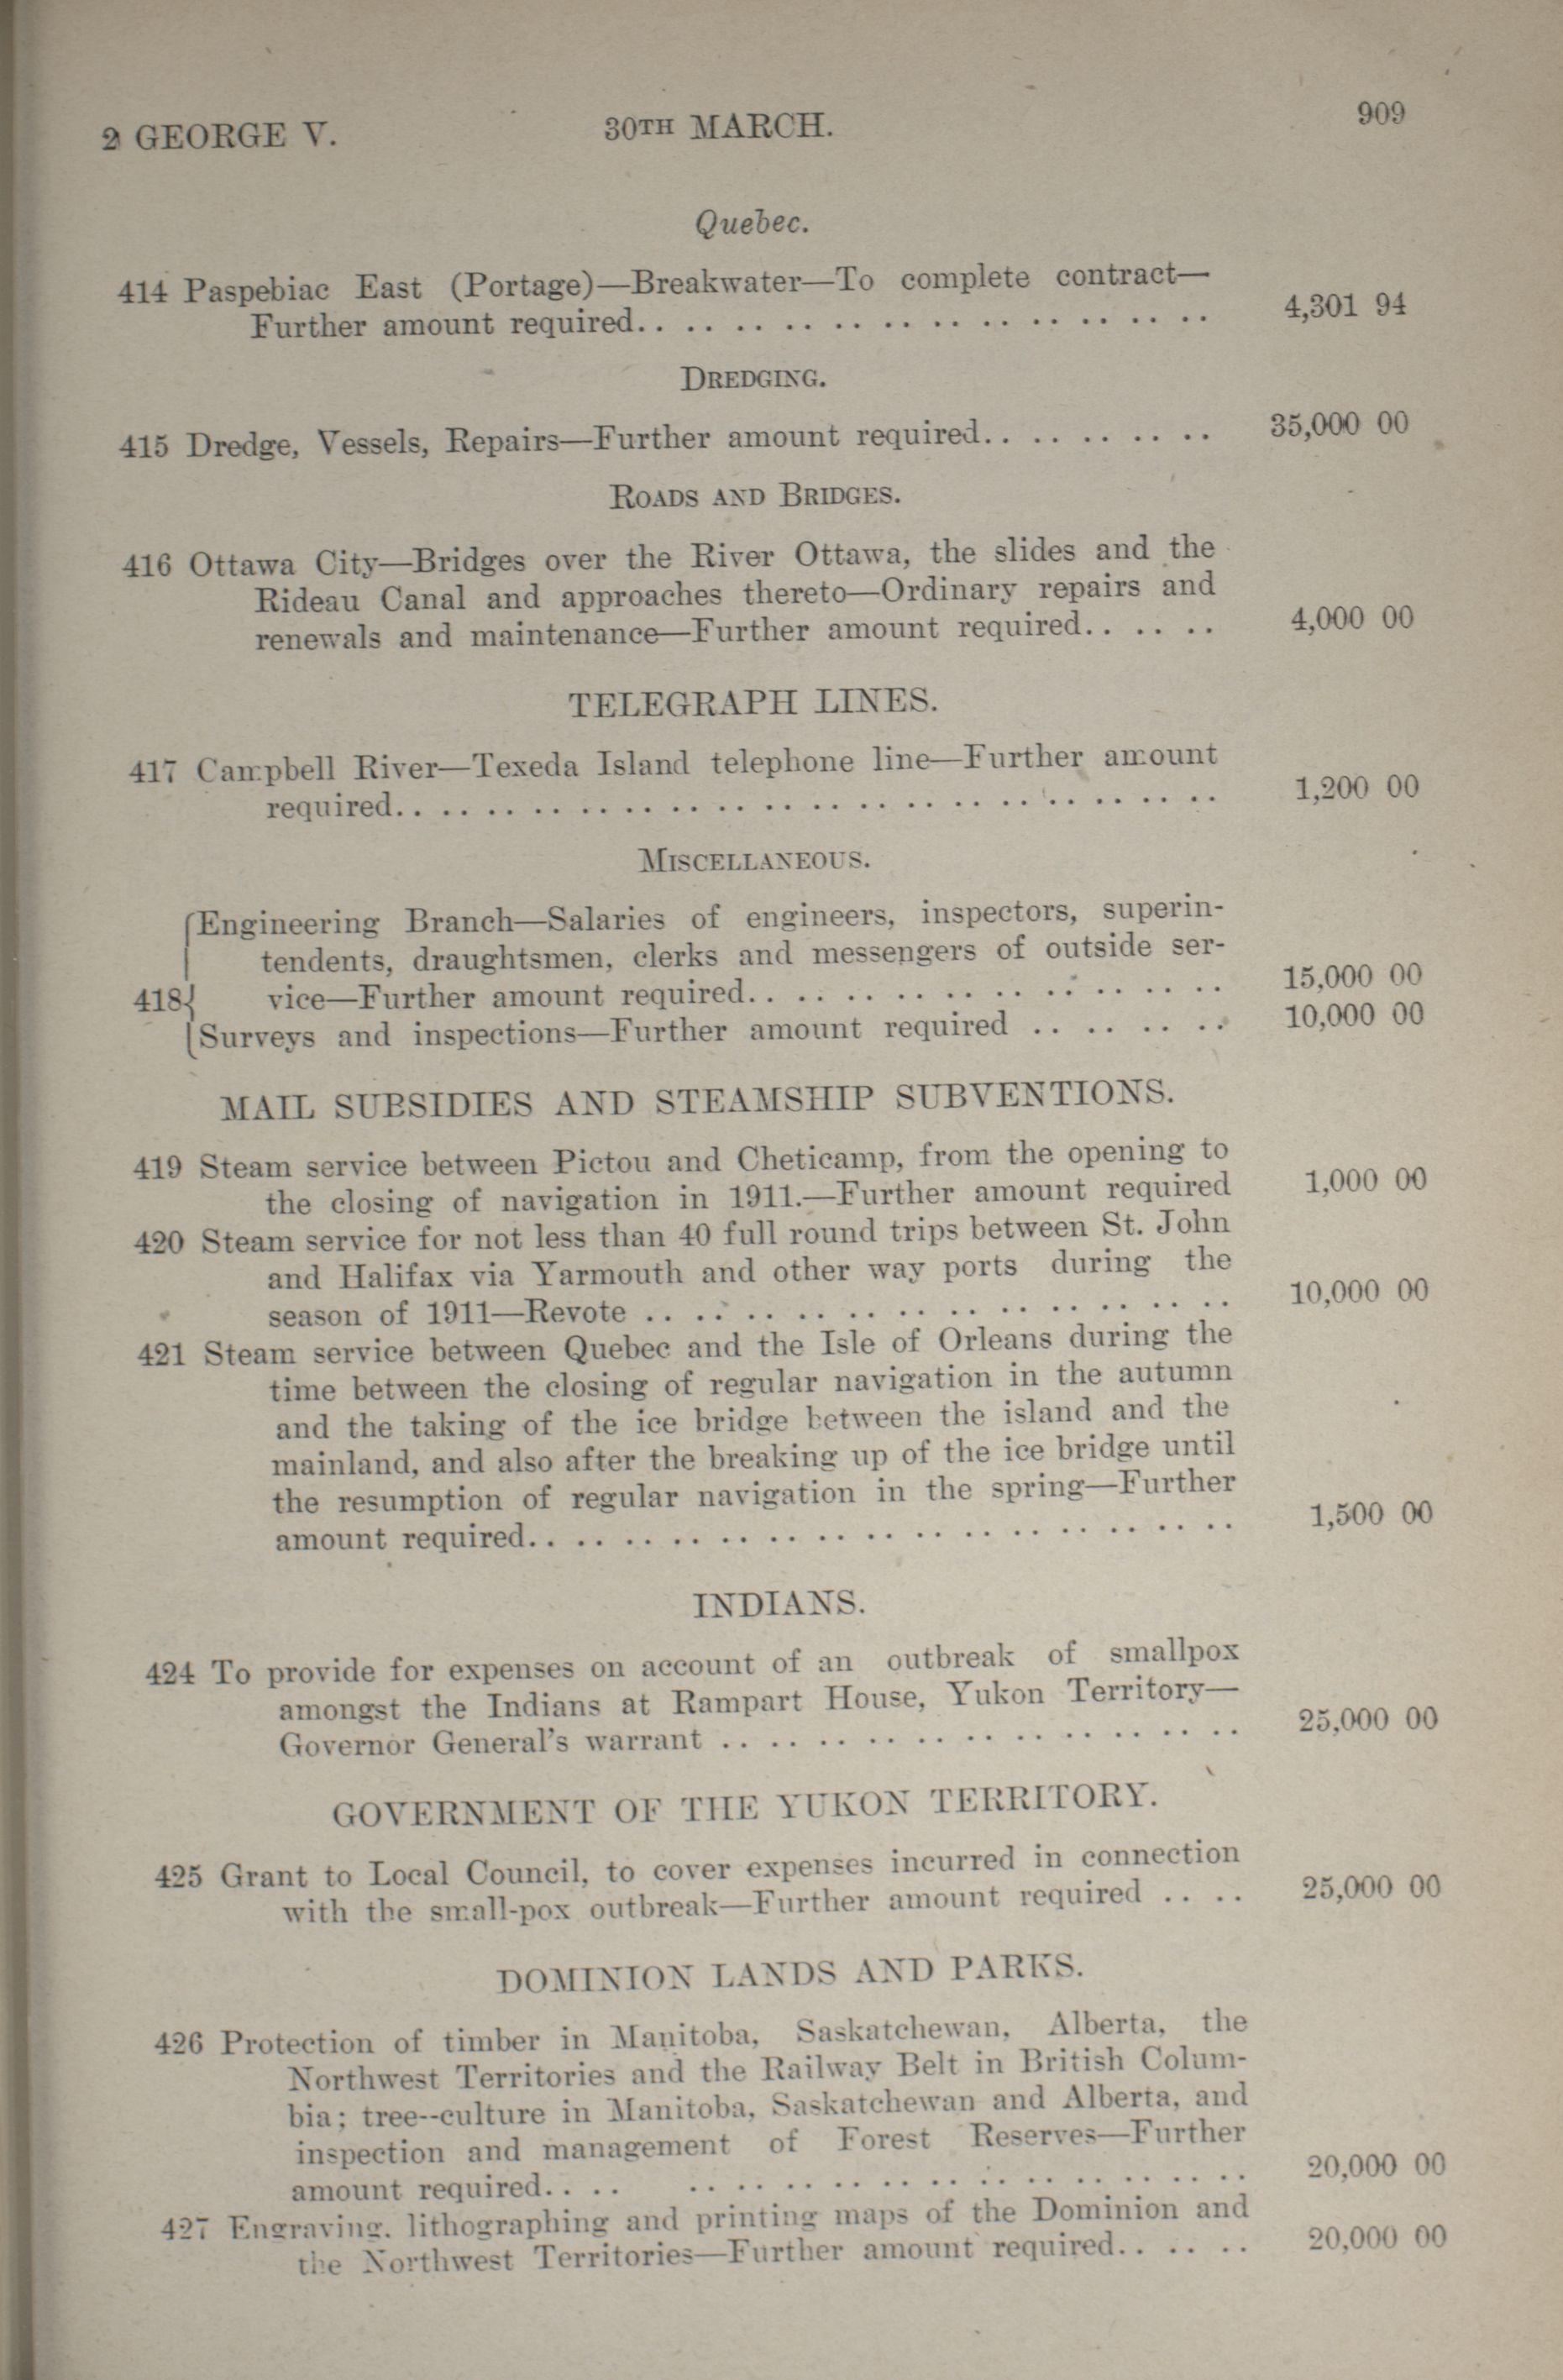 2 GEORGE V. 30TH MARCH. 909
Quebec.
414 Paspebiac East (Portage)—Breakwater—To complete contract—
Further amount required. . . . . . . . . . . . . . . . . . . . . . . . 4,301 94
DREDGING.
415 Dredge, Vessels, Repairs—Further amount required. . . . . . . . . . 35,000 00
ROADS AND BRIDGES.
416 Ottawa City—Bridges over the River Ottawa, the slides and the
Rideau Canal and approaches thereto—Ordinary repairs and
renewals and maintenance—Further amount required. . . . . . 4,000 00
TELEGRAPH LINES.
417 Campbell River—Texeda Island telephone line—Further amount
required. . . . . . . . . . . . . . . . . . . . . . . . . . . . . . . . . . . . 1,200 00
MISCELLANEOUS.
Engineering Branch—Salaries of engineers, inspectors, superin-
tendents, draughtsmen, clerks and messengers of outside ser-
418 vice—Further amount required. . . . . . . . . . . . . . . . . . . . 15,000 00
Surveys and inspections—Further amount required . . . . . . . . 10,000 00
MAIL SUBSIDIES AND STEAMSHIP SUBVENTIONS.
419 Steam service between Pictou and Cheticamp, from the opening to
the closing of navigation in 1911.—Further amount required 1,000 00
420 Steam service for not less than 40 full round trips between St. John
and Halifax via Yarmouth and other way ports during the
season of 1911—Revote . . . . . . . . . . . . . . . . . . . . . . . . 10,000 00
421 Steam service between Quebec and the Isle of Orleans during the
time between the closing of regular navigation in the autumn
and the taking of the ice bridge between the island and the
mainland, and also after the breaking up of the ice bridge until
the resumption of regular navigation in the spring—Further
amount required. . . . . . . . . . . . . . . . . . . . . . . . . . . . . 1,500 00
INDIANS.
424 To provide for expenses on account of an outbreak of smallpox
amongst the Indians at Rampart House, Yukon Territory—
Governor General's warrant . . . . . . . . . . . . . . . . . . . . . . 25,000 00
GOVERNMENT OF THE YUKON TERRITORY.
425 Grant to Local Council, to cover expenses incurred in connection
with the small-pox outbreak—Further amount required . . . . 25,000 00
DOMINION LANDS AND PARKS.
426 Protection of timber in Manitoba, Saskatchewan, Alberta, the
Northwest Territories and the Railway Belt in British Colum-
bia; tree--culture in Manitoba, Saskatchewan and Alberta, and
inspection and management of Forest Reserves—Further
amount required. . . . . . . . . . . . . . . . . . . . . . . . . . . . 20,000 00
427 Engraving, lithographing and printing maps of the Dominion and
the Northwest Territories—Further amount required. . . . . . 20,000 00